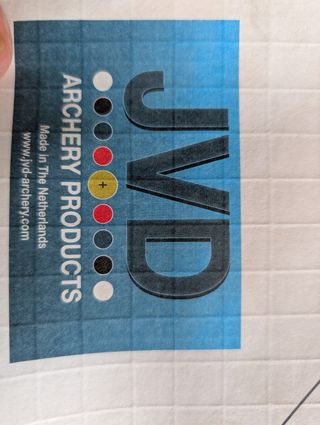 JVD
ARCHERY PRODUCTS
Made in The Netherlands
www.jvd-archery.com